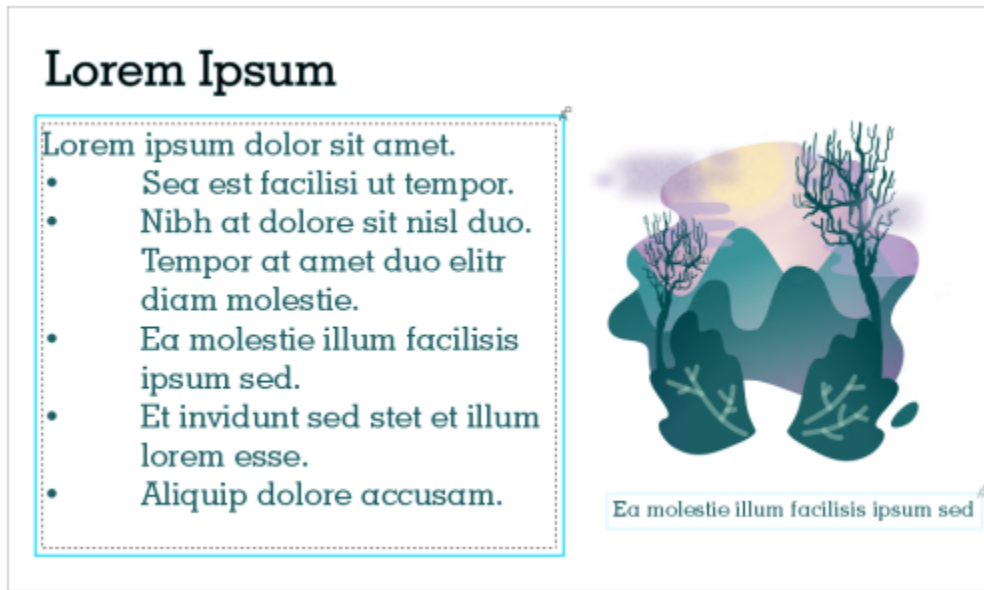 Lorem Ipsum
Lorem ipsum dolor sit amet.
• Sea est facilisi ut tempor.
• Nibh at dolore sit nisl duo.
Tempor at amet duo elitr
diam molestie.
• Ea molestie illum facilisis
ipsum sed.
• Et invidunt sed stet et illum
lorem esse.
• Aliquip dolore accusam.
Ea molestie illum facilisis ipsum sed